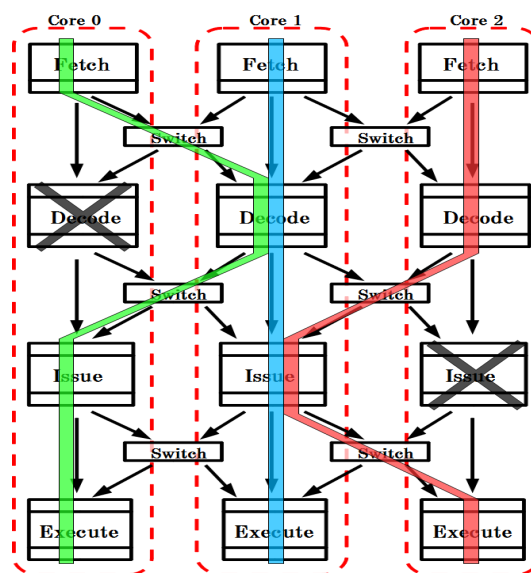 Core 0 Core 1 Core 2
Fetch Fetch Fetch
Switch Switch
Decode Decode Decode
Switch Switch
Issue Issue Issue
Switch Switch
Execute Execute Execute